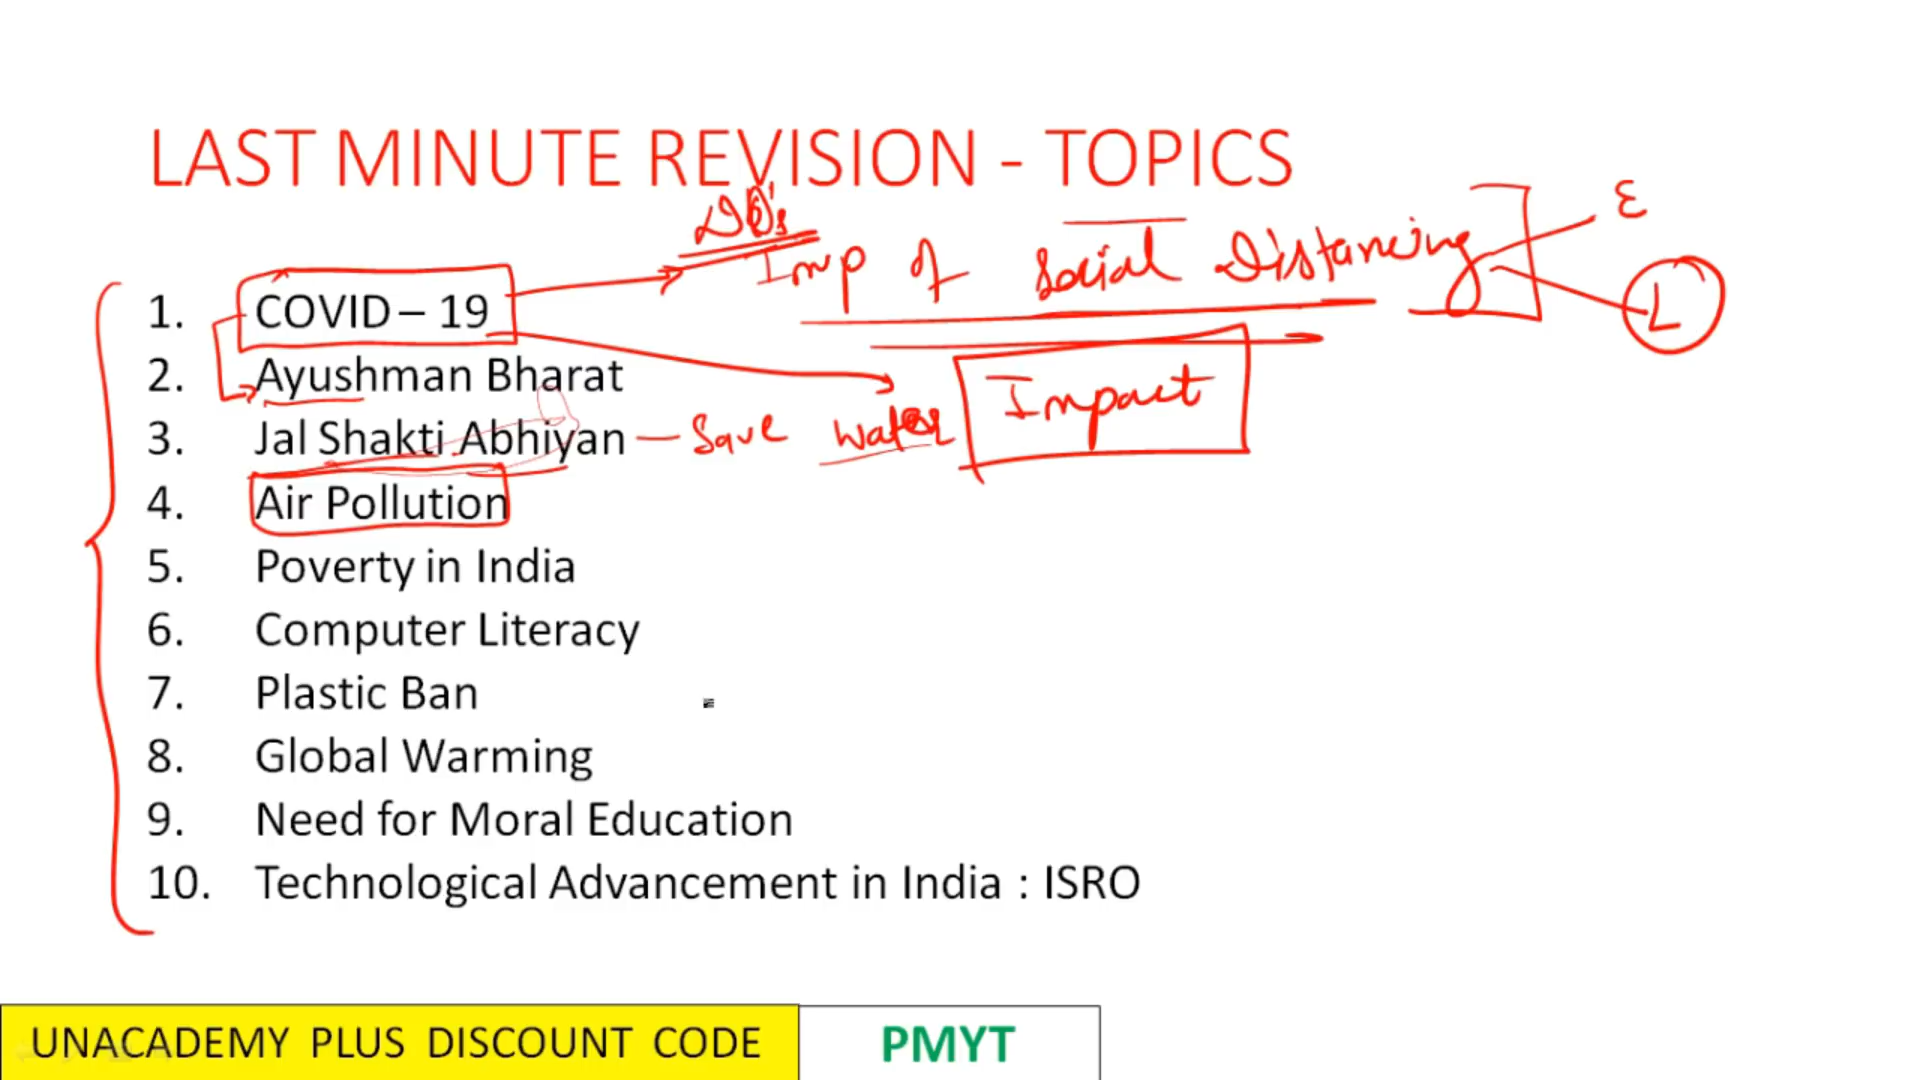 LAST MINUTE REVISION - TOPICS
Imp of Social Distancing
E
L
1. COVID – 19
2. Ayushman Bharat
Impact
3. Jal Shakti Abhiyan – Save Water
4. Air Pollution
5. Poverty in India
6. Computer Literacy
7. Plastic Ban
8. Global Warming
9. Need for Moral Education
10. Technological Advancement in India : ISRO
UNACADEMY PLUS DISCOUNT CODE PMYT